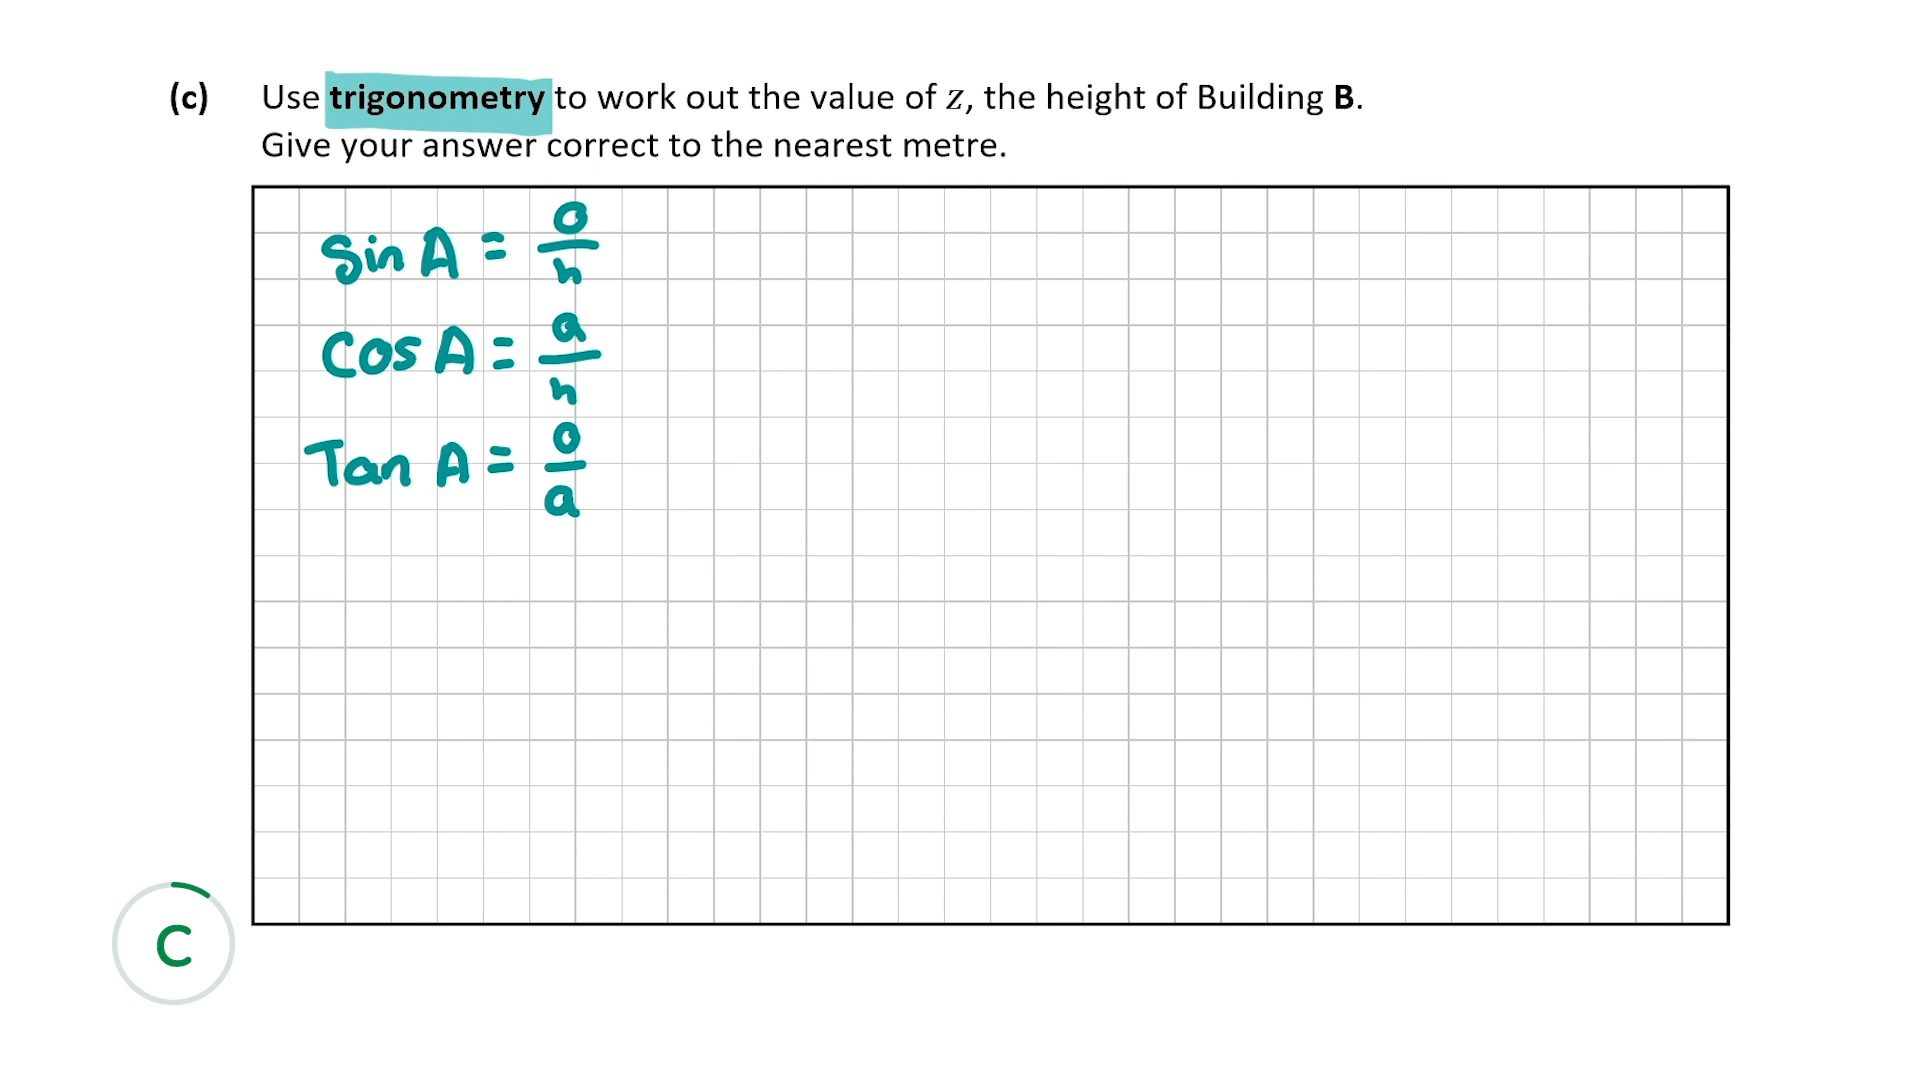 (c) Use trigonometry to work out the value of z, the height of Building B.
Give your answer correct to the nearest metre.
Sin A = o/h
Cos A = a/h
Tan A = o/a
C